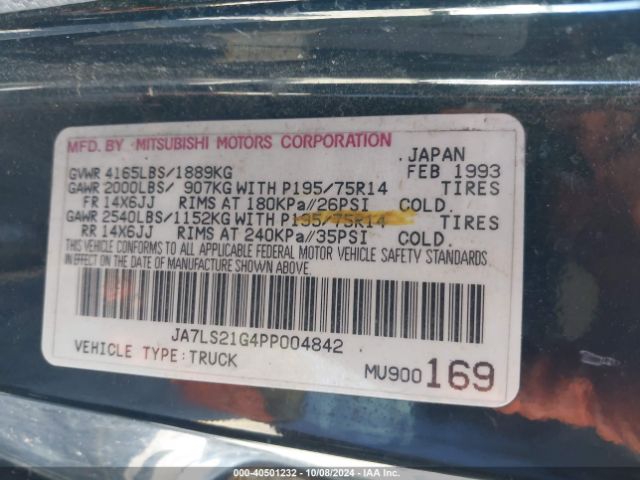 MFD. BY MITSUBISHI MOTORS CORPORATION
JAPAN
GVWR 4165LBS/1889KG FEB 1993
GAWR 2000LBS/ 907KG WITH P195/75R14 TIRES
FR 14X6JJ RIMS AT 180KPa//26PSI COLD.
GAWR 2540LBS/1152KG WITH P195/75R14 TIRES
RR 14X6JJ RIMS AT 240KPa//35PSI COLD.
THIS VEHICLE CONFORMS TO ALL APPLICABLE FEDERAL MOTOR VEHICLE SAFETY STANDARDS
IN EFFECT ON THE DATE OF MANUFACTURE SHOWN ABOVE.
JA7LS21G4PP004842
VEHICLE TYPE:TRUCK
MU900169
000-40501232 - 10/08/2024 - IAA Inc.